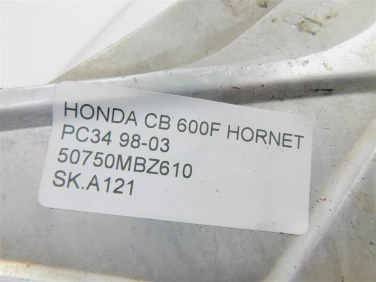 HONDA CB 600F HORNET
PC34 98-03
50750MBZ610
SK.A121